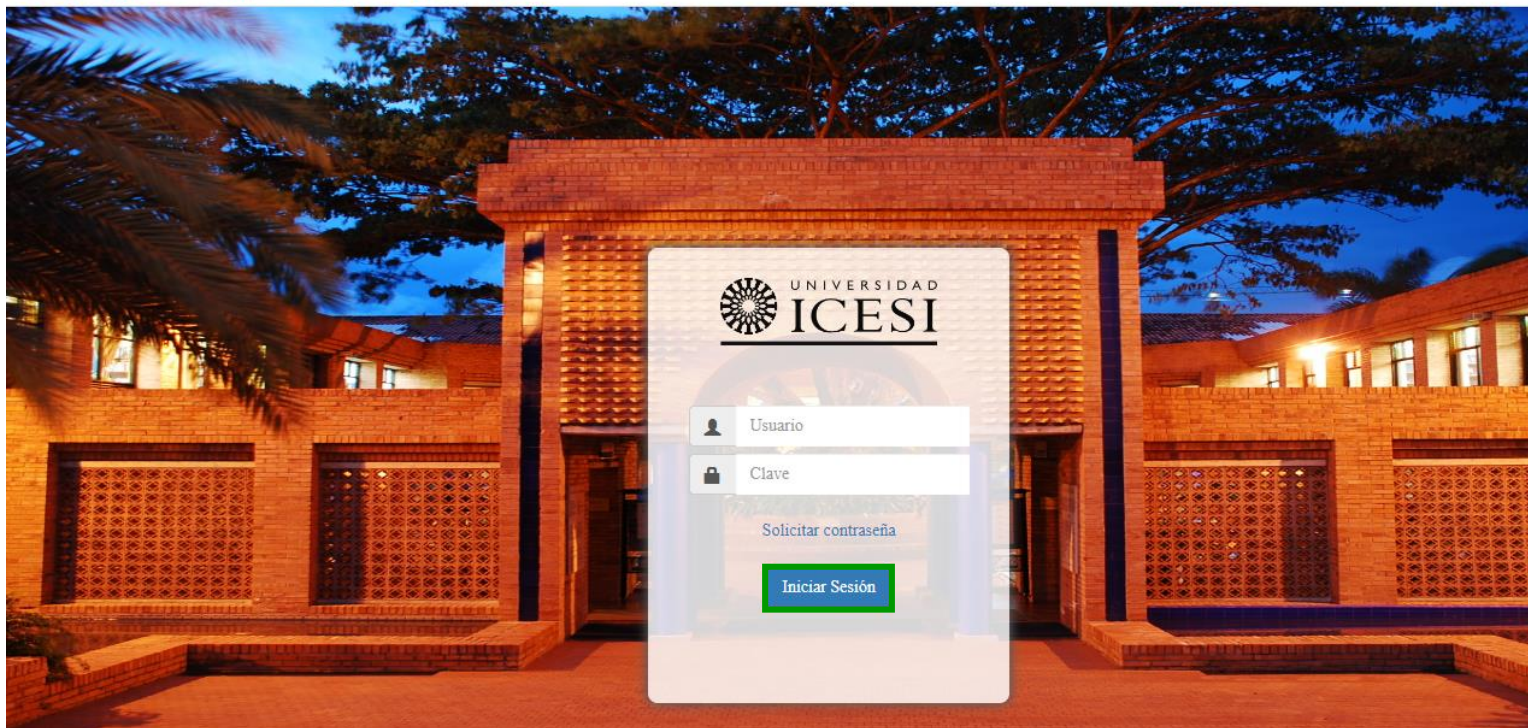 UNIVERSIDAD
ICESI
Usuario
Clave
Solicitar contraseña
Iniciar Sesión